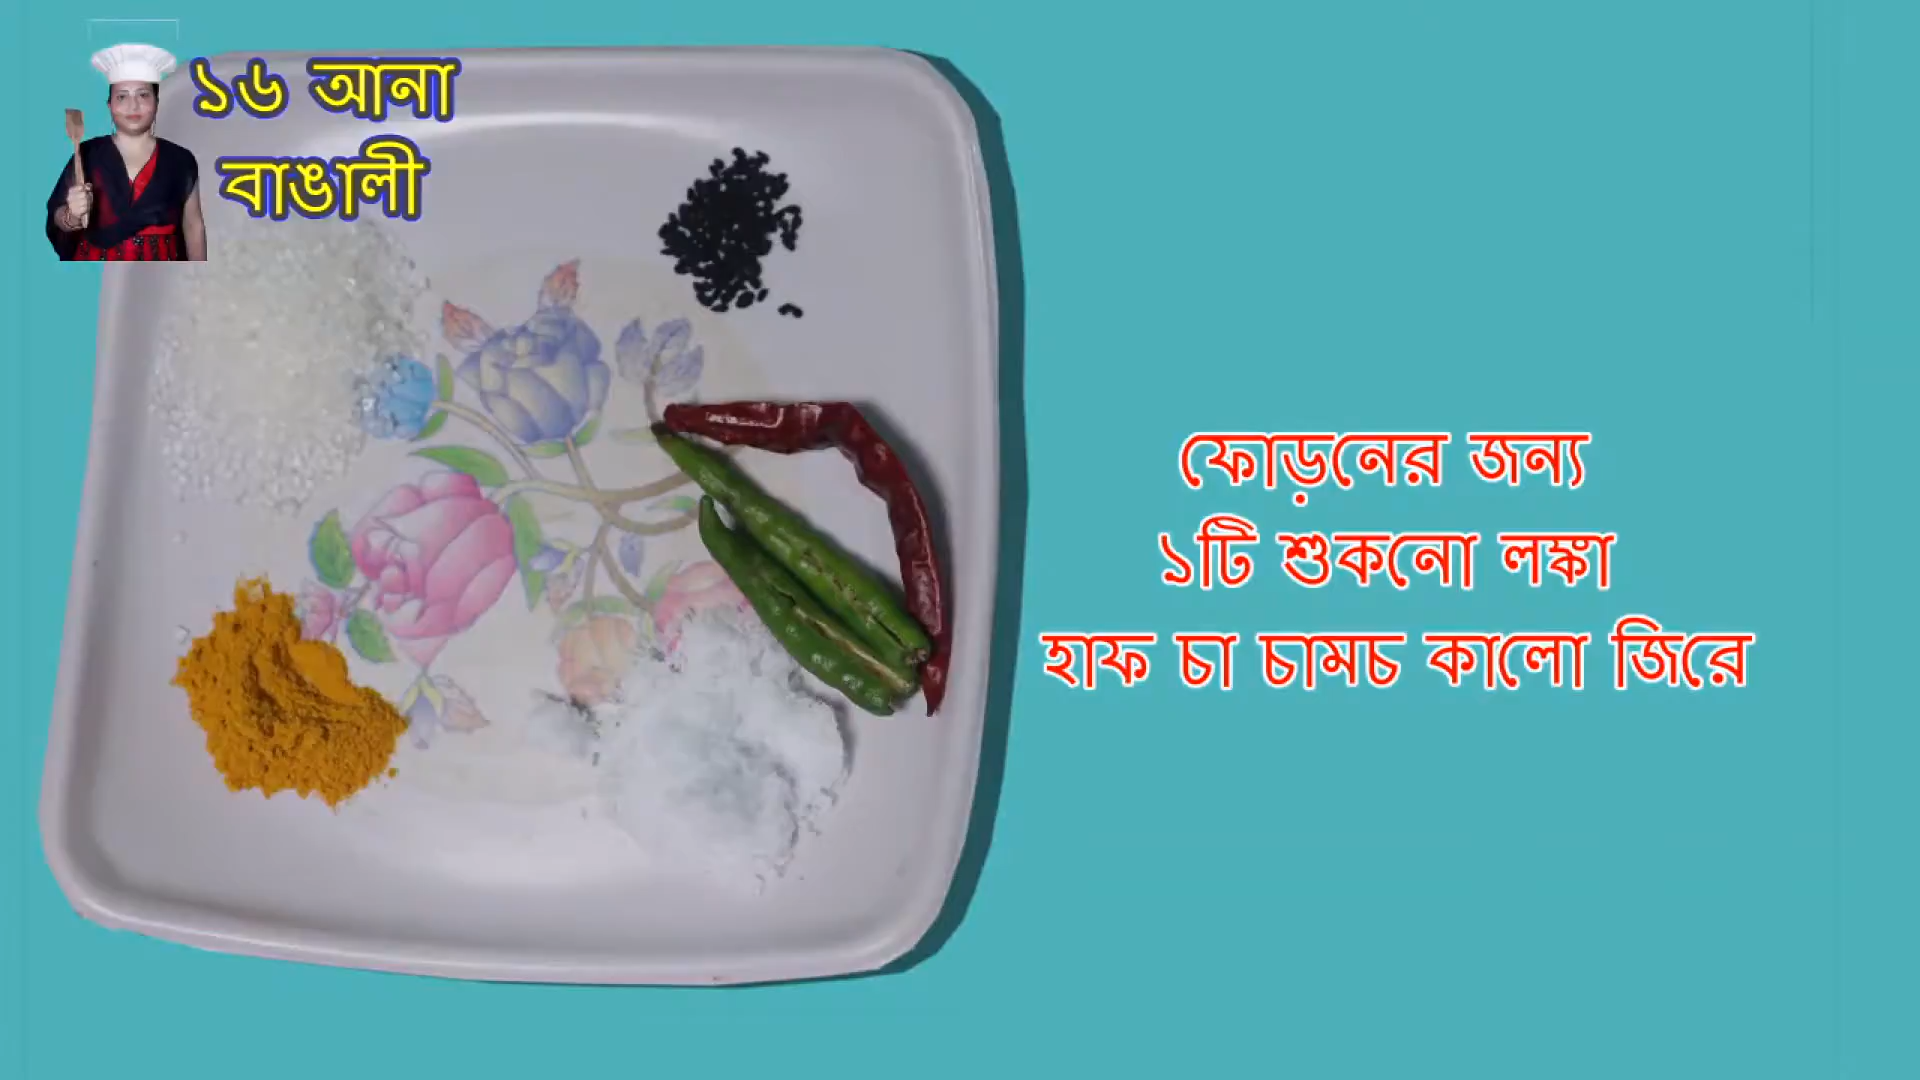 ১৬ আনা
বাঙালী
ফোড়নের জন্য
১টি শুকনো লঙ্কা
হাফ চা চামচ কালো জিরে